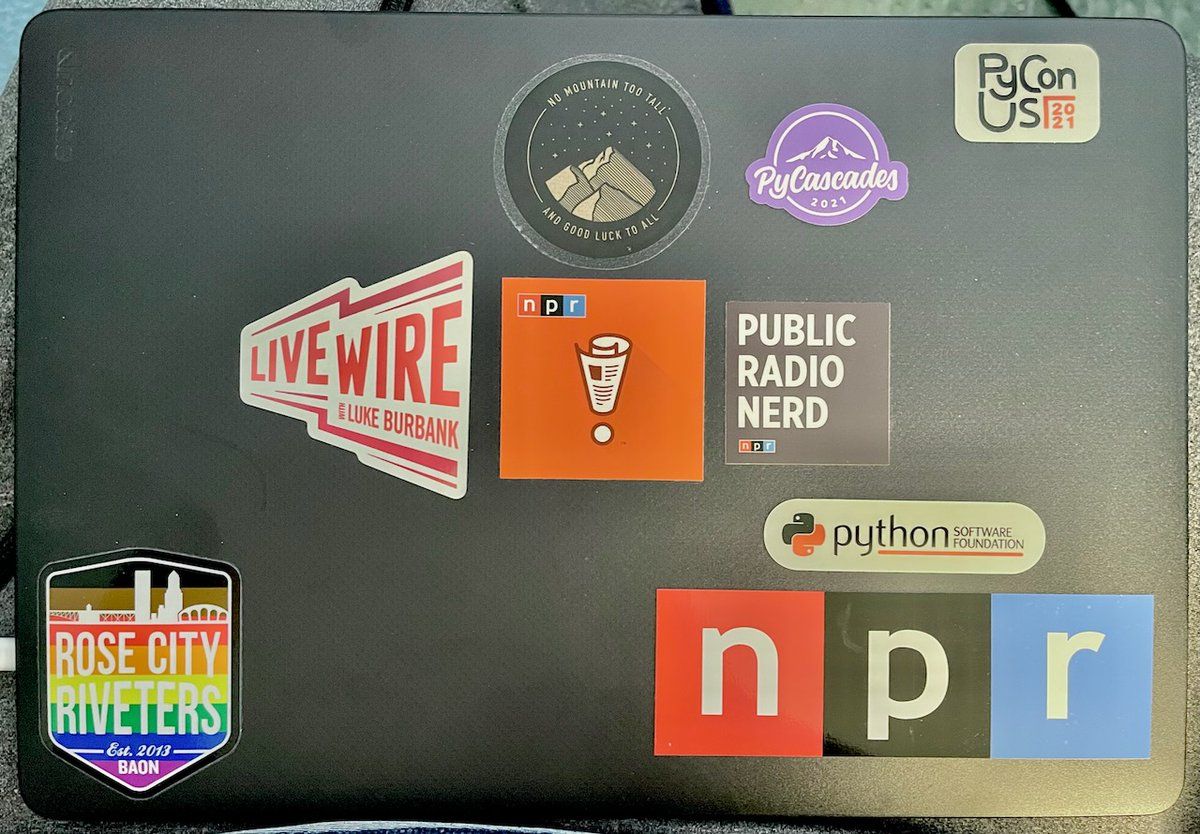 NO MOUNTAIN TOO TALL
AND GOOD LUCK TO ALL
PyCascades
2021
PyCon
US 2021
LIVE WIRE
WITH LUKE BURBANK
npr
PUBLIC
RADIO
NERD
npr
python SOFTWARE
FOUNDATION
ROSE CITY
RIVETERS
Est. 2013
BAON
npr